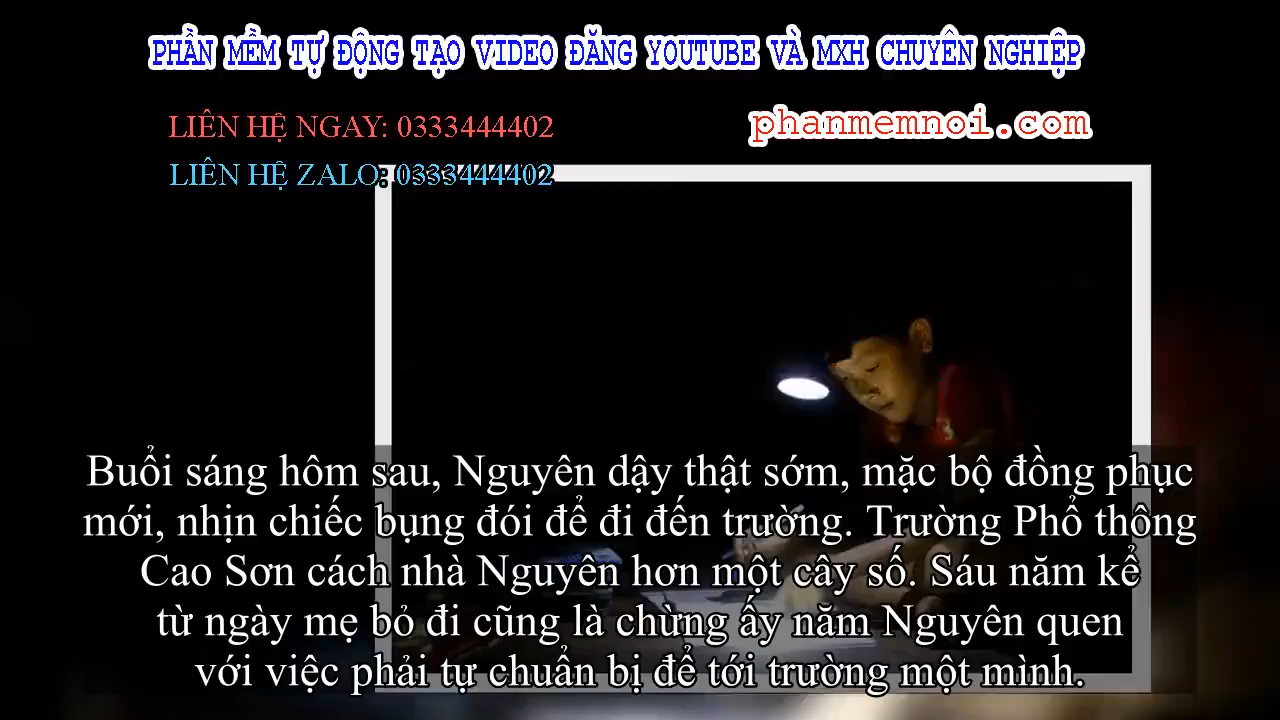 PHẦN MỀM TỰ ĐỘNG TẠO VIDEO ĐĂNG YOUTUBE VÀ MXH CHUYÊN NGHIỆP
LIÊN HỆ NGAY: 0333444402
phanmemnoi.com
LIÊN HỆ ZALO: 0333444402
Buổi sáng hôm sau, Nguyên dậy thật sớm, mặc bộ đồng phục
mới, nhịn chiếc bụng đói để đi đến trường. Trường Phổ thông
Cao Sơn cách nhà Nguyên hơn một cây số. Sáu năm kể
từ ngày mẹ bỏ đi cũng là chừng ấy năm Nguyên quen
với việc phải tự chuẩn bị để tới trường một mình.